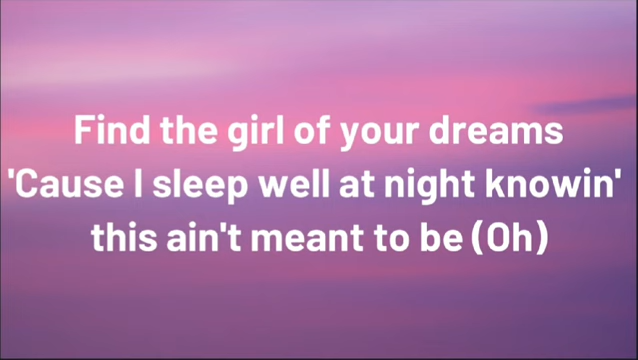 Find the girl of your dreams
'Cause I sleep well at night knowin'
this ain't meant to be (Oh)